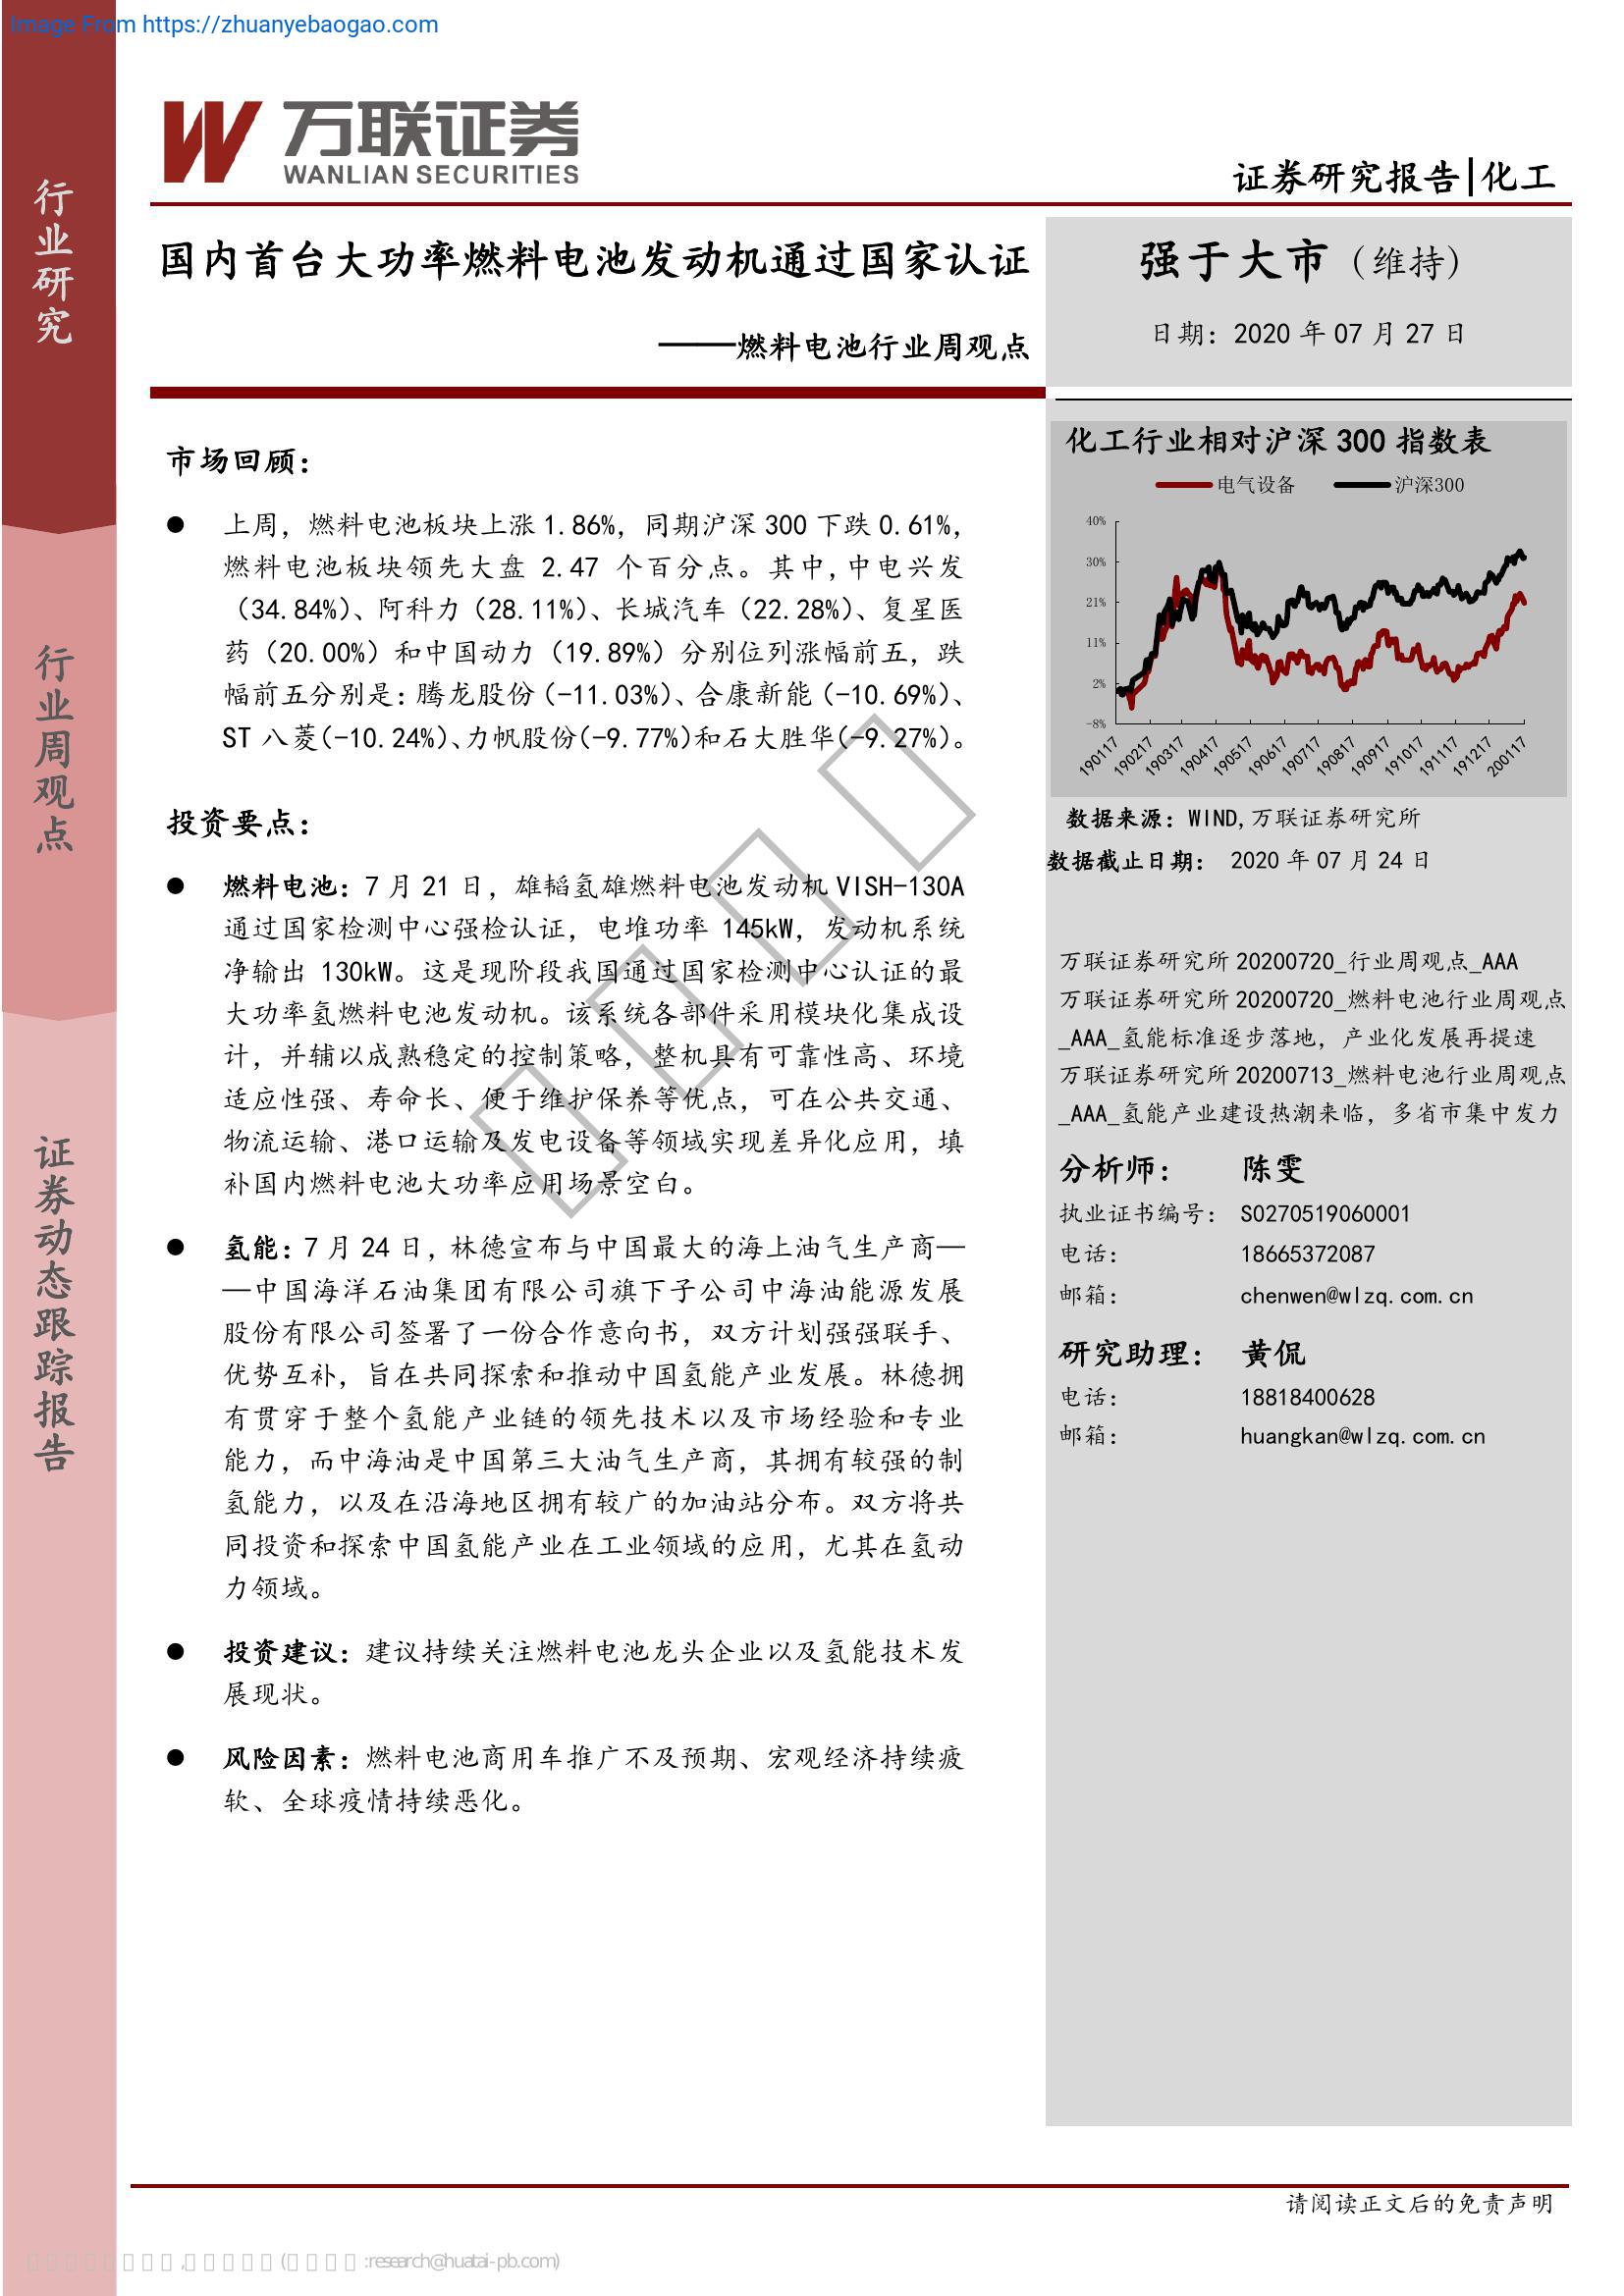 Image From https://zhuanyebaogao.com
万联证券
WANLIAN SECURITIES
证券研究报告|化工
行业研究
行业周观点
证券动态跟踪报告
国内首台大功率燃料电池发动机通过国家认证
——燃料电池行业周观点
强于大市（维持）
日期：2020 年 07 月 27 日
市场回顾：
● 上周，燃料电池板块上涨 1.86%，同期沪深 300 下跌 0.61%，
燃料电池板块领先大盘 2.47 个百分点。其中,中电兴发
（34.84%）、阿科力（28.11%）、长城汽车（22.28%）、复星医
药（20.00%）和中国动力（19.89%）分别位列涨幅前五，跌
幅前五分别是：腾龙股份（-11.03%）、合康新能（-10.69%）、
ST 八菱（-10.24%）、力帆股份（-9.77%）和石大胜华（-9.27%）。
投资要点：
● 燃料电池：7 月 21 日，雄韬氢雄燃料电池发动机 VISH-130A
通过国家检测中心强检认证，电堆功率 145kW，发动机系统
净输出 130kW。这是现阶段我国通过国家检测中心认证的最
大功率氢燃料电池发动机。该系统各部件采用模块化集成设
计，并辅以成熟稳定的控制策略，整机具有可靠性高、环境
适应性强、寿命长、便于维护保养等优点，可在公共交通、
物流运输、港口运输及发电设备等领域实现差异化应用，填
补国内燃料电池大功率应用场景空白。
● 氢能：7 月 24 日，林德宣布与中国最大的海上油气生产商—
—中国海洋石油集团有限公司旗下子公司中海油能源发展
股份有限公司签署了一份合作意向书，双方计划强强联手、
优势互补，旨在共同探索和推动中国氢能产业发展。林德拥
有贯穿于整个氢能产业链的领先技术以及市场经验和专业
能力，而中海油是中国第三大油气生产商，其拥有较强的制
氢能力，以及在沿海地区拥有较广的加油站分布。双方将共
同投资和探索中国氢能产业在工业领域的应用，尤其在氢动
力领域。
● 投资建议：建议持续关注燃料电池龙头企业以及氢能技术发
展现状。
● 风险因素：燃料电池商用车推广不及预期、宏观经济持续疲
软、全球疫情持续恶化。
化工行业相对沪深 300 指数表
电气设备 沪深300
40%
30%
21%
11%
2%
-8%
190117 190217 190317 190417 190517 190617 190717 190817 190917 191017 191117 191217 200117
数据来源：WIND,万联证券研究所
数据截止日期： 2020 年 07 月 24 日
万联证券研究所 20200720_行业周观点_AAA
万联证券研究所 20200720_燃料电池行业周观点
_AAA_氢能标准逐步落地，产业化发展再提速
万联证券研究所 20200713_燃料电池行业周观点
_AAA_氢能产业建设热潮来临，多省市集中发力
分析师： 陈雯
执业证书编号： S0270519060001
电话： 18665372087
邮箱： chenwen@wlzq.com.cn
研究助理： 黄侃
电话： 18818400628
邮箱： huangkan@wlzq.com.cn
请阅读正文后的免责声明
:research@huatai-pb.com)